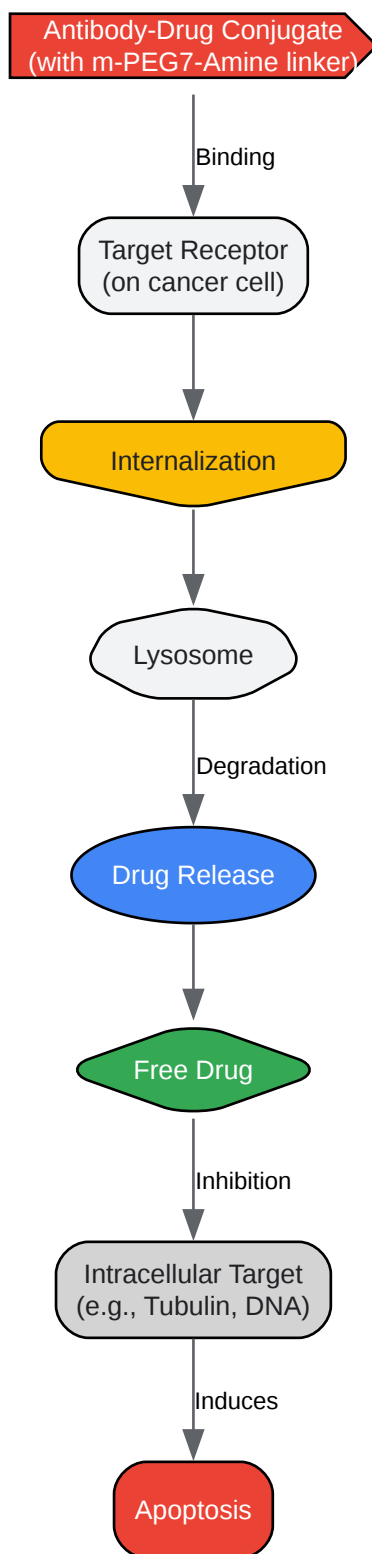 Antibody-Drug Conjugate
(with m-PEG7-Amine linker)
Binding
Target Receptor
(on cancer cell)
Internalization
Lysosome
Degradation
Drug Release
Free Drug
Inhibition
Intracellular Target
(e.g., Tubulin, DNA)
Induces
Apoptosis